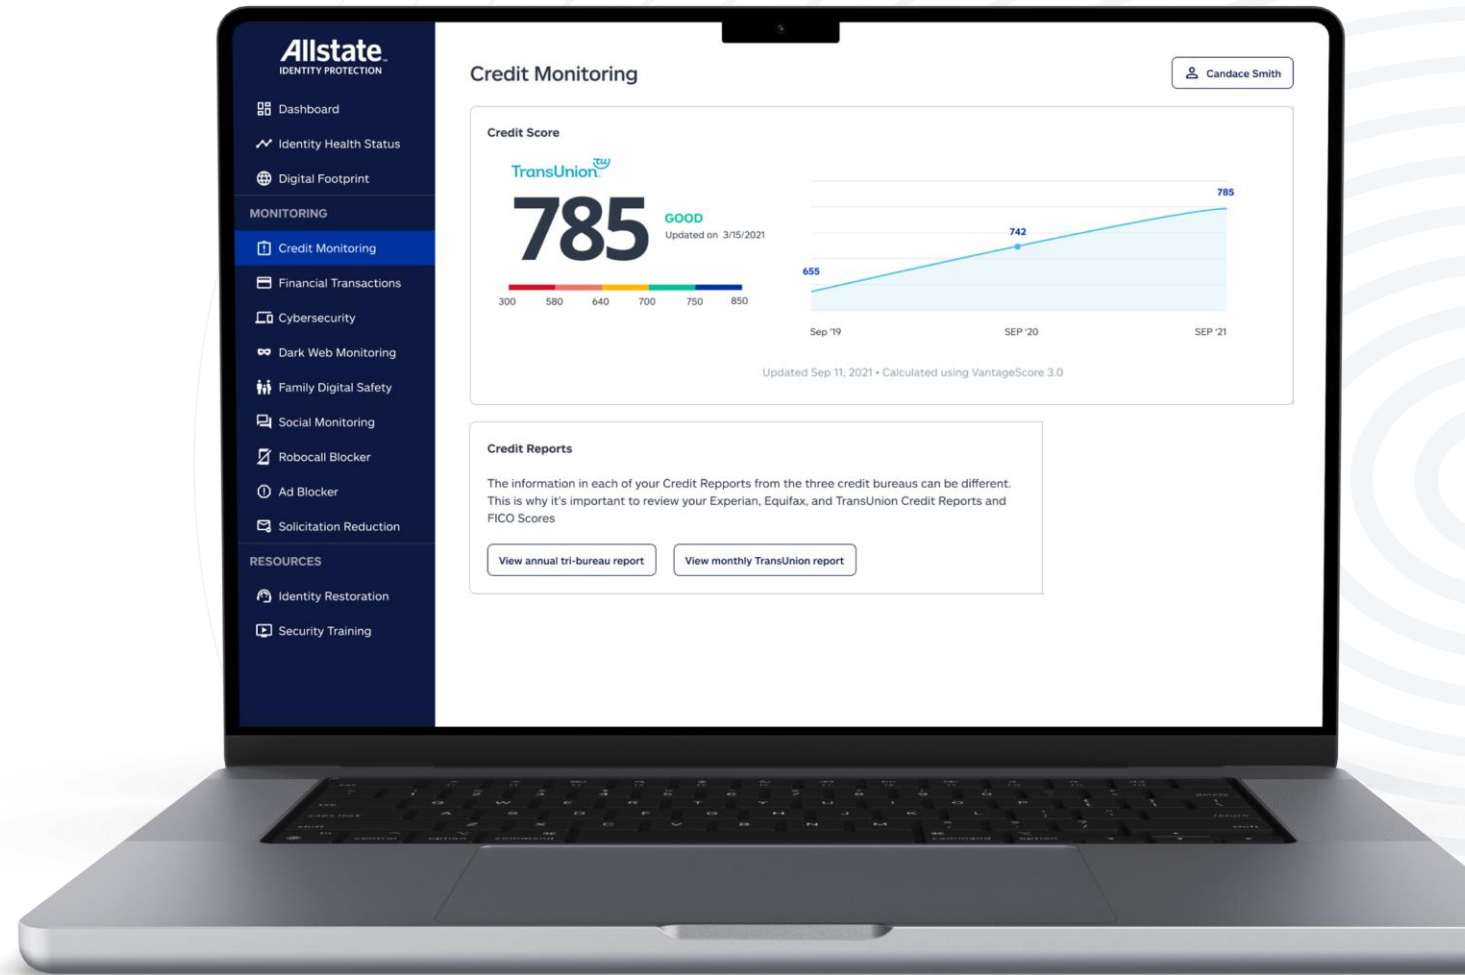 Allstate™
IDENTITY PROTECTION
Dashboard
Identity Health Status
Digital Footprint
MONITORING
Credit Monitoring
Financial Transactions
Cybersecurity
Dark Web Monitoring
Family Digital Safety
Social Monitoring
Robocall Blocker
Ad Blocker
Solicitation Reduction
RESOURCES
Identity Restoration
Security Training
Credit Monitoring
Candace Smith
Credit Score
TransUnion tu
785
GOOD
Updated on 3/15/2021
300 580 640 700 750 850
655
742
785
Sep '19 SEP '20 SEP '21
Updated Sep 11, 2021 • Calculated using VantageScore 3.0
Credit Reports
The information in each of your Credit Repports from the three credit bureaus can be different.
This is why it's important to review your Experian, Equifax, and TransUnion Credit Reports and
FICO Scores
View annual tri-bureau report
View monthly TransUnion report